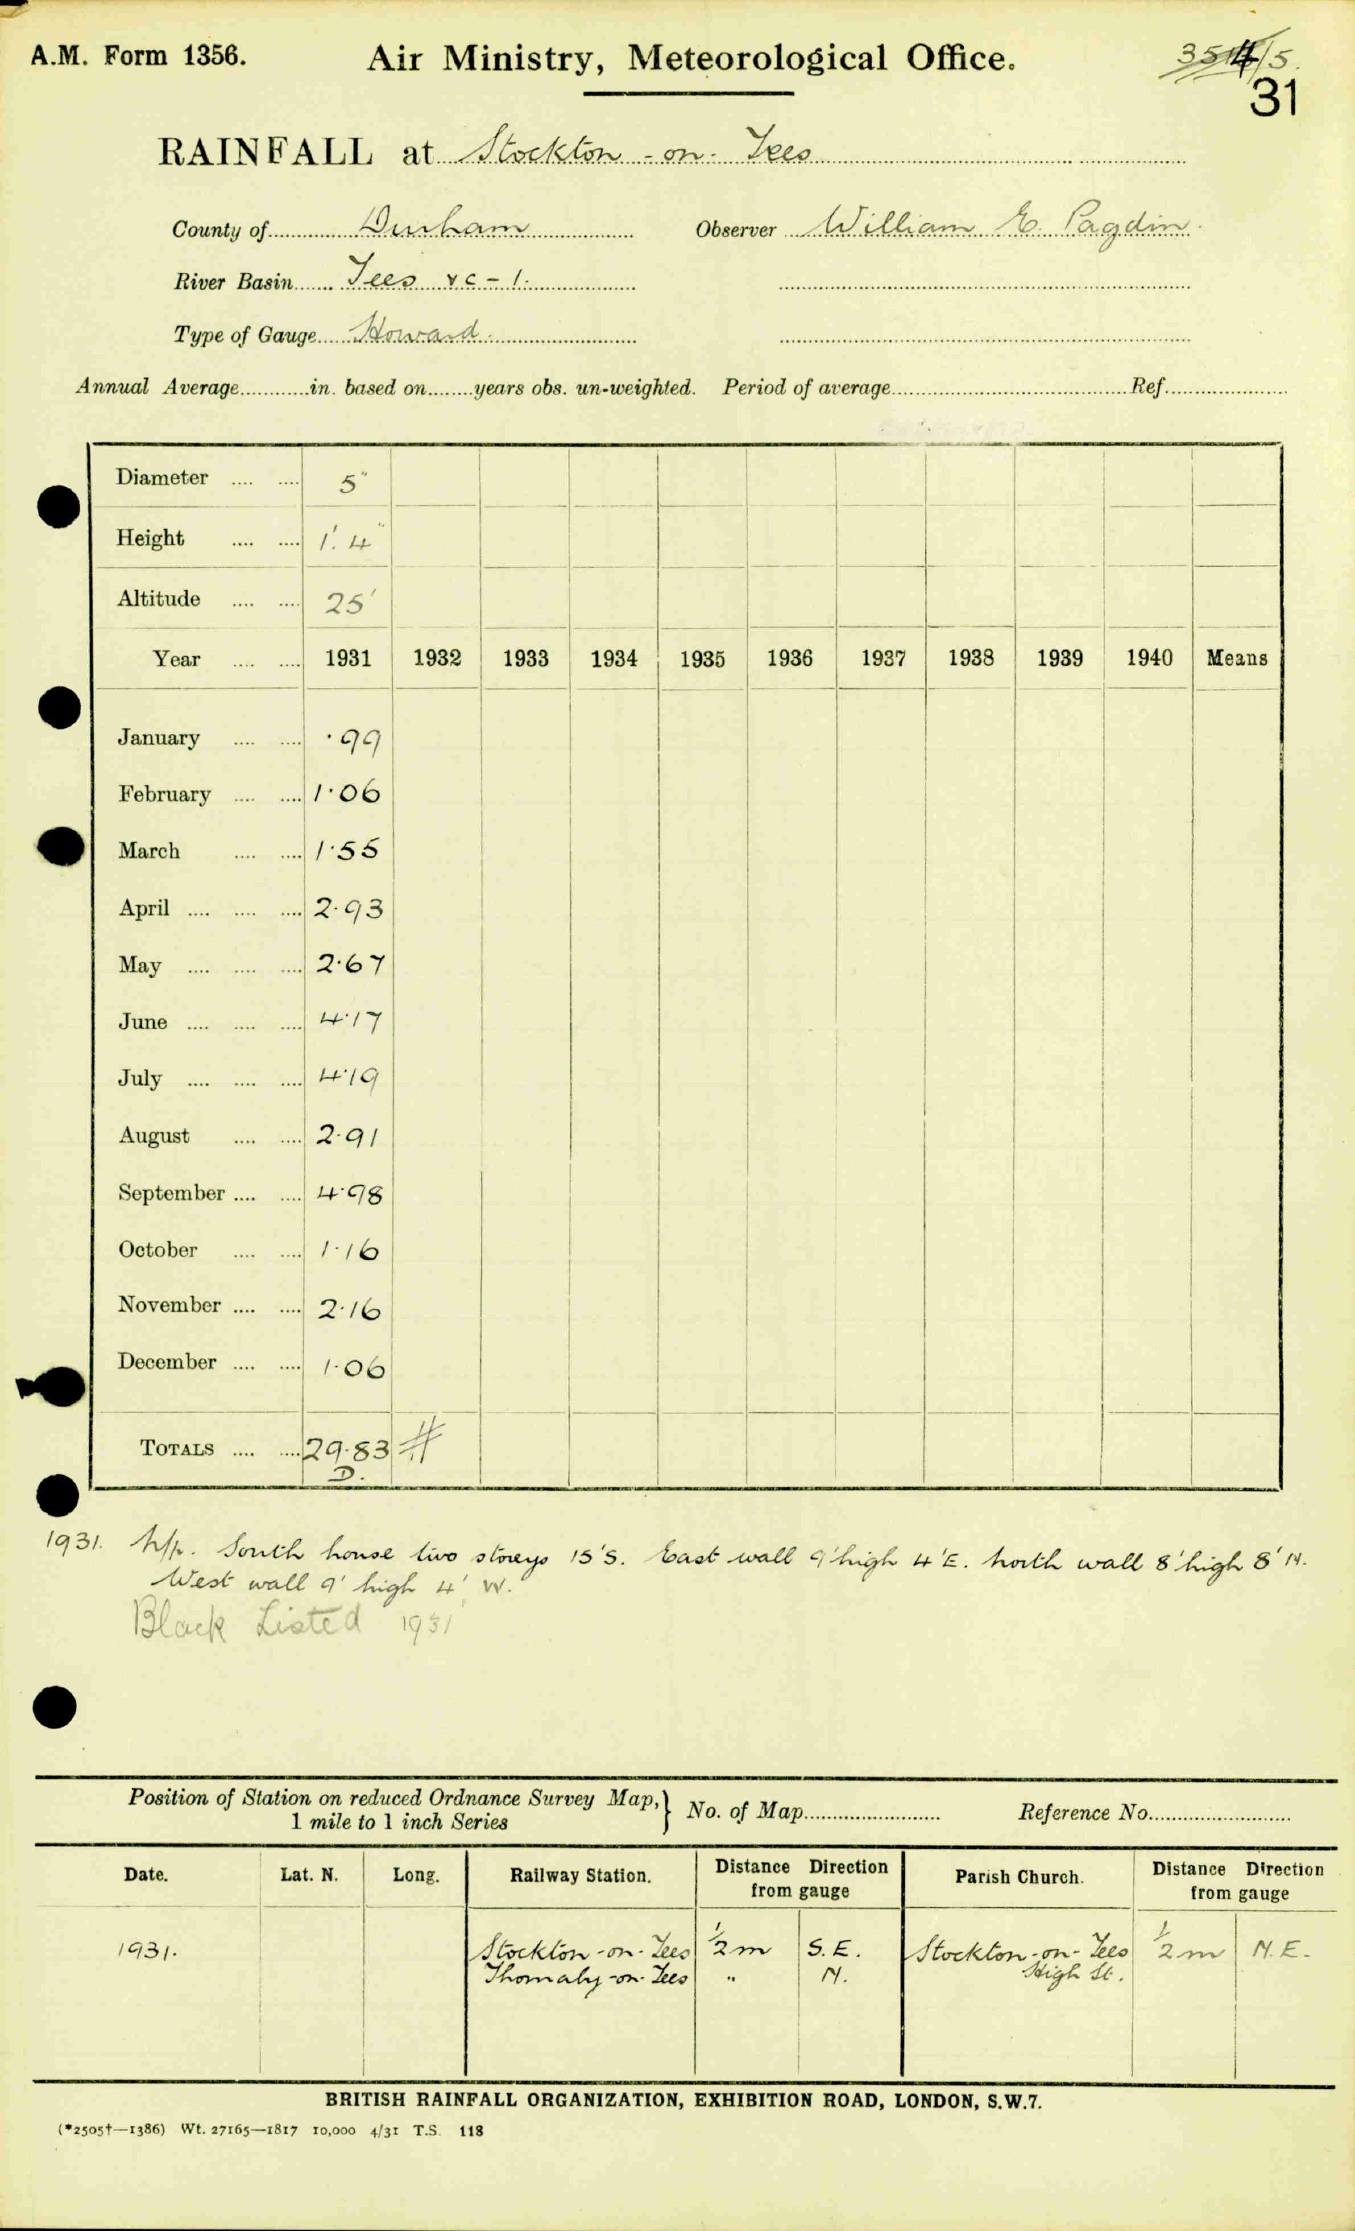 A.M. Form 1356.
Air Ministry, Meteorological Office.
31
RAINFALL at Stockton-on-Tees
County of Durham Observer William E. Pagdin
River Basin Tees & c - 1.
Type of Gauge Howard.
Annual Average............in. based on........years obs. un-weighted. Period of average............Ref............
Diameter .... .... 5"
Height .... .... 1' 4"
Altitude .... .... 25'
Year .... .... 1931 1932 1933 1934 1935 1936 1937 1938 1939 1940 Means
January .... .... ·99
February .... .... 1·06
March .... .... 1·55
April .... .... .... 2·93
May .... .... .... 2·67
June .... .... .... 4·17
July .... .... .... 4·19
August .... .... 2·91
September .... .... 4·98
October .... .... 1·16
November .... .... 2·16
December .... .... 1·06
TOTALS .... .... 29·83 #
D.
1931. South house two storeys 15'S. East wall 9' high 4'E. North wall 8' high 8' N.
West wall 9' high 4' W.
Black Listed 1931
Position of Station on reduced Ordnance Survey Map, } No. of Map............ Reference No............
1 mile to 1 inch Series
Date. Lat. N. Long. Railway Station. Distance Direction from gauge Parish Church. Distance Direction from gauge
1931. Stockton-on-Tees ½ m S.E. Stockton-on-Tees ½ m N.E.
Thornaby-on-Tees " N. High St.
BRITISH RAINFALL ORGANIZATION, EXHIBITION ROAD, LONDON, S.W.7.
(*2505†—1386) Wt. 27165—1817 10,000 4/31 T.S. 118